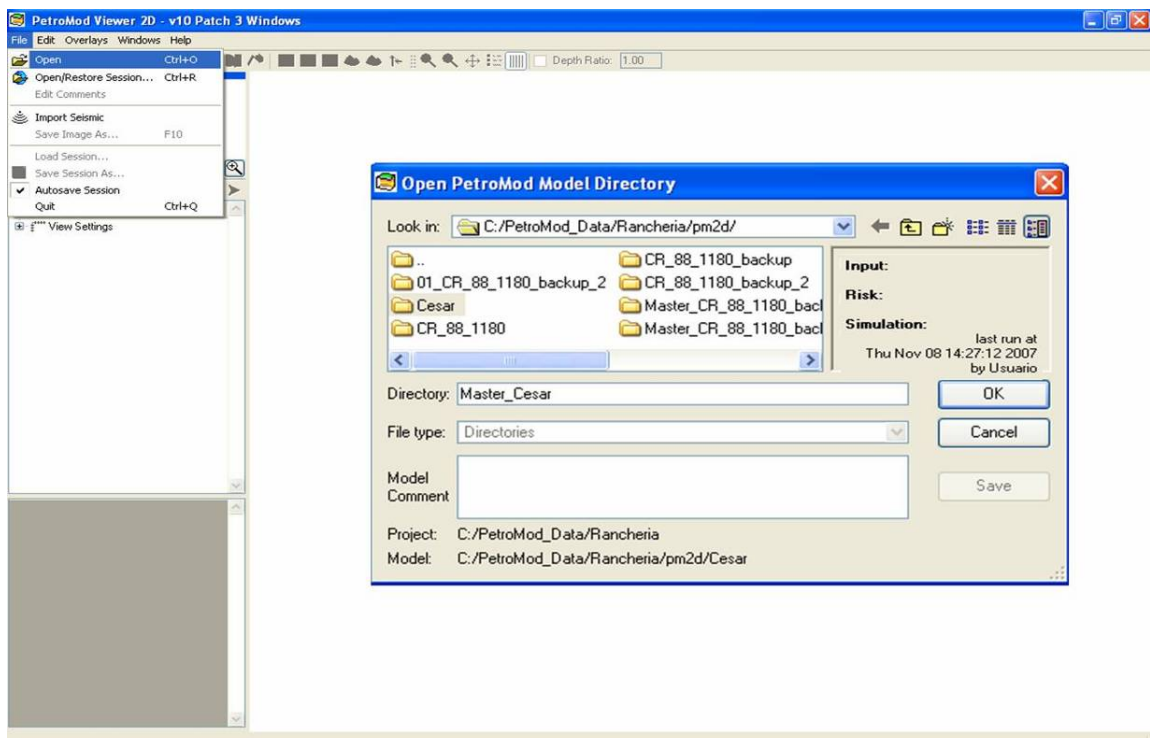 PetroMod Viewer 2D - v10 Patch 3 Windows
File Edit Overlays Windows Help
Open Ctrl+O
Depth Ratio: 1.00
Open/Restore Session... Ctrl+R
Edit Comments
Import Seismic
Save Image As... F10
Load Session...
Save Session As...
Autosave Session
Quit Ctrl+Q
View Settings
Open PetroMod Model Directory
Look in: C:/PetroMod_Data/Rancheria/pm2d/
..
01_CR_88_1180_backup_2
Cesar
CR_88_1180
CR_88_1180_backup
CR_88_1180_backup_2
Master_CR_88_1180_bacl
Master_CR_88_1180_bacl
Input:
Risk:
Simulation:
last run at
Thu Nov 08 14:27:12 2007
by Usuario
Directory: Master_Cesar
OK
File type: Directories
Cancel
Model
Comment
Save
Project: C:/PetroMod_Data/Rancheria
Model: C:/PetroMod_Data/Rancheria/pm2d/Cesar